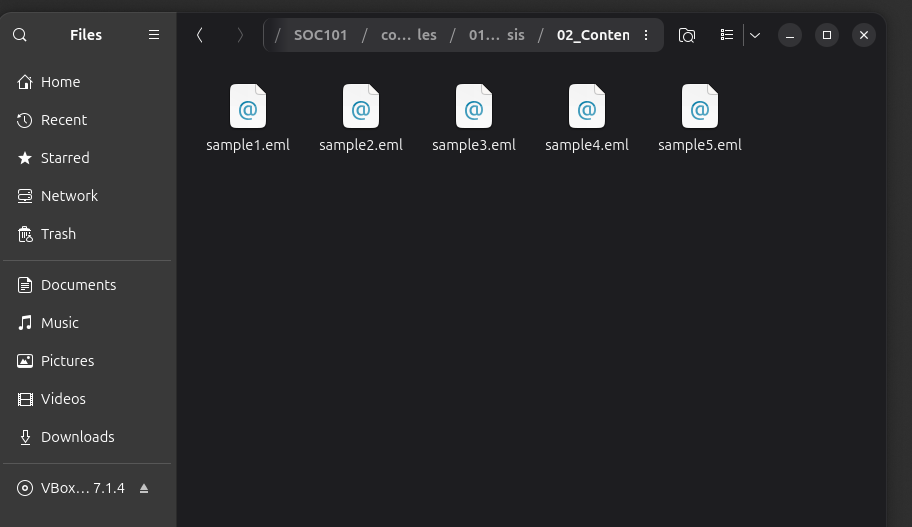 Files
/ SOC101 / co... les / 01... sis / 02_Conten
Home
Recent
Starred
Network
Trash
Documents
Music
Pictures
Videos
Downloads
VBox... 7.1.4
@ @ @ @ @
sample1.eml sample2.eml sample3.eml sample4.eml sample5.eml